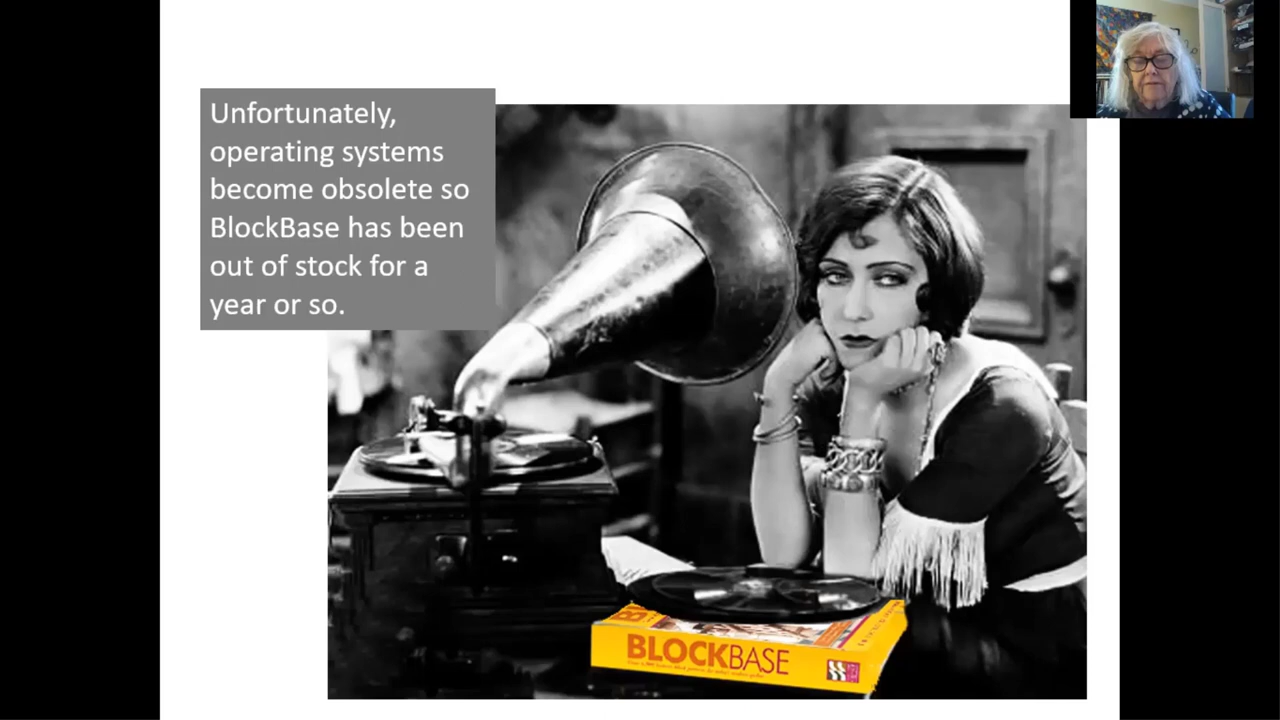 Unfortunately,
operating systems
become obsolete so
BlockBase has been
out of stock for a
year or so.
BLOCKBASE